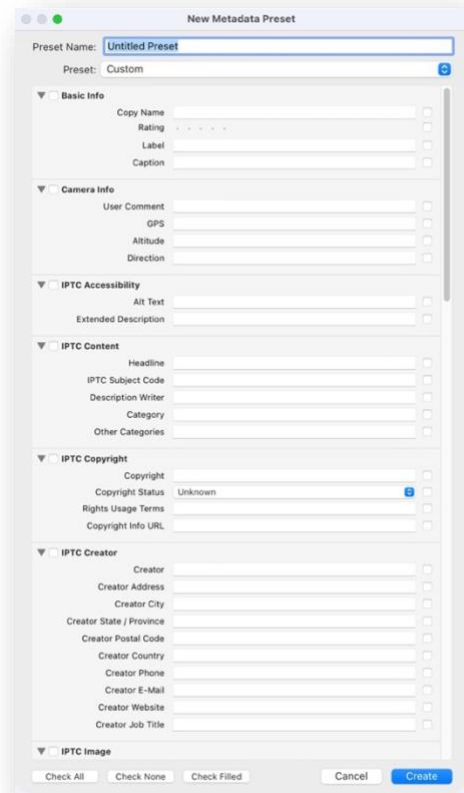 New Metadata Preset
Preset Name: Untitled Preset
Preset: Custom
Basic Info
Copy Name
Rating . . . . .
Label
Caption
Camera Info
User Comment
GPS
Altitude
Direction
IPTC Accessibility
Alt Text
Extended Description
IPTC Content
Headline
IPTC Subject Code
Description Writer
Category
Other Categories
IPTC Copyright
Copyright
Copyright Status Unknown
Rights Usage Terms
Copyright Info URL
IPTC Creator
Creator
Creator Address
Creator City
Creator State / Province
Creator Postal Code
Creator Country
Creator Phone
Creator E-Mail
Creator Website
Creator Job Title
IPTC Image
Check All Check None Check Filled Cancel Create